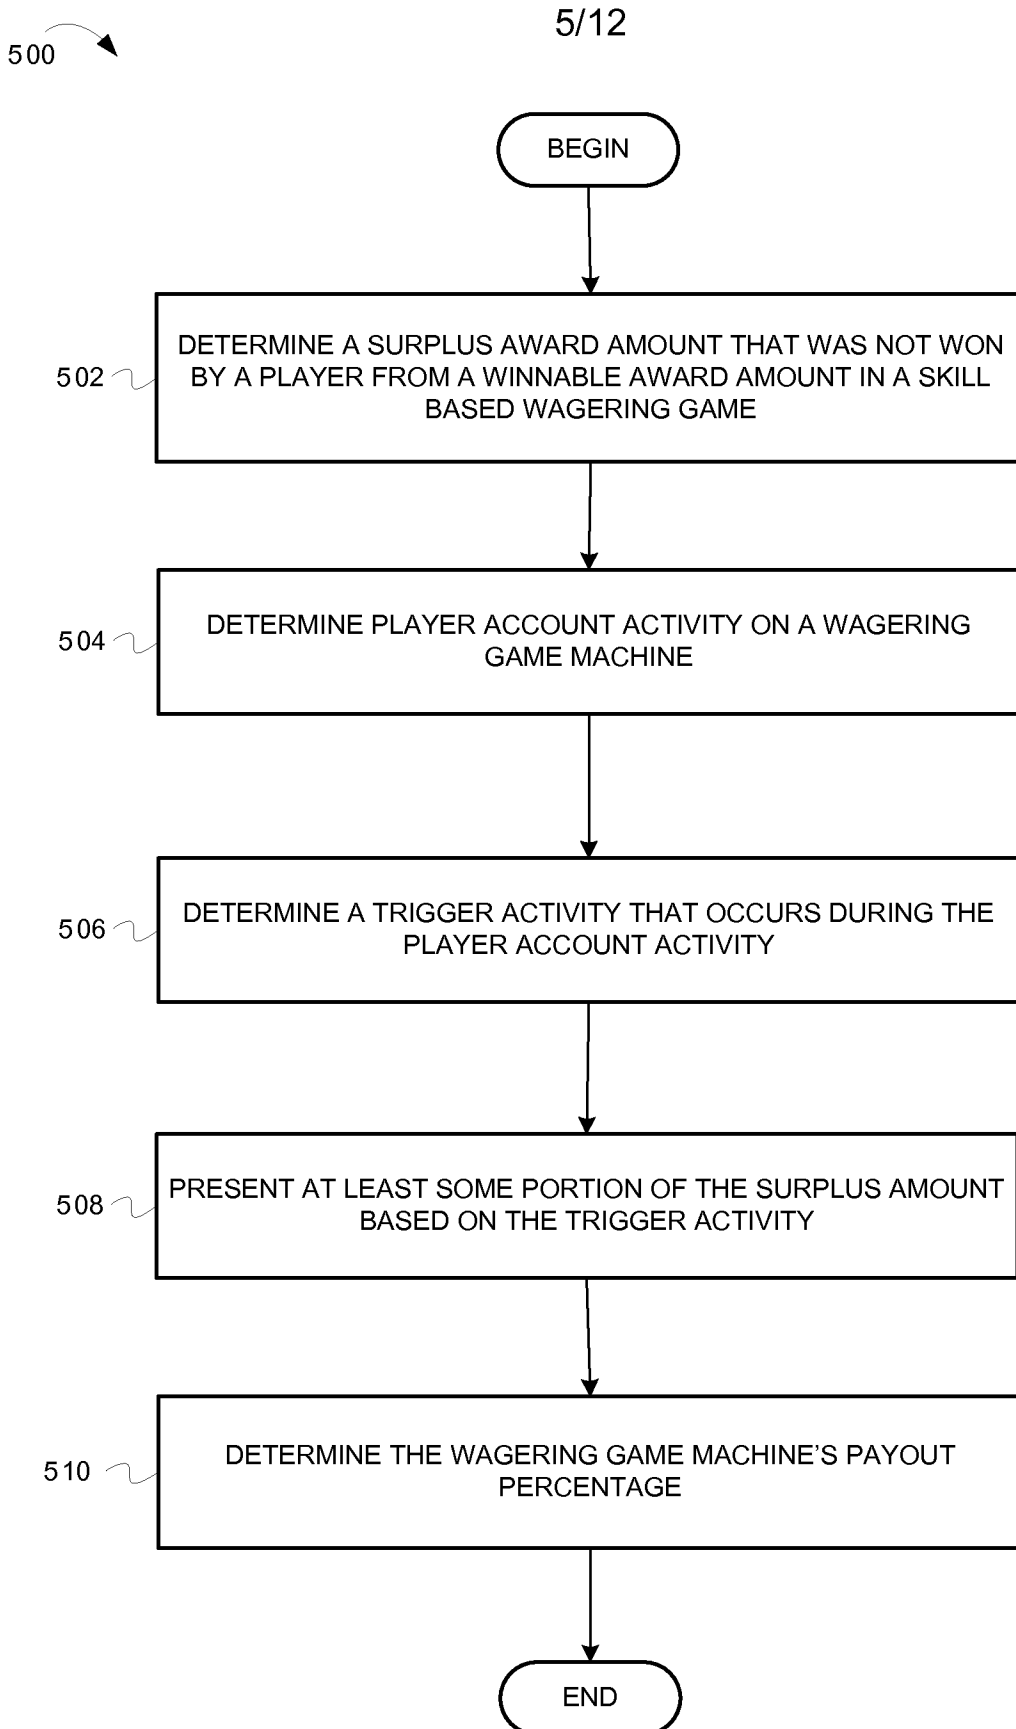 5/12
500
BEGIN
502
DETERMINE A SURPLUS AWARD AMOUNT THAT WAS NOT WON
BY A PLAYER FROM A WINNABLE AWARD AMOUNT IN A SKILL
BASED WAGERING GAME
504
DETERMINE PLAYER ACCOUNT ACTIVITY ON A WAGERING
GAME MACHINE
506
DETERMINE A TRIGGER ACTIVITY THAT OCCURS DURING THE
PLAYER ACCOUNT ACTIVITY
508
PRESENT AT LEAST SOME PORTION OF THE SURPLUS AMOUNT
BASED ON THE TRIGGER ACTIVITY
510
DETERMINE THE WAGERING GAME MACHINE’S PAYOUT
PERCENTAGE
END